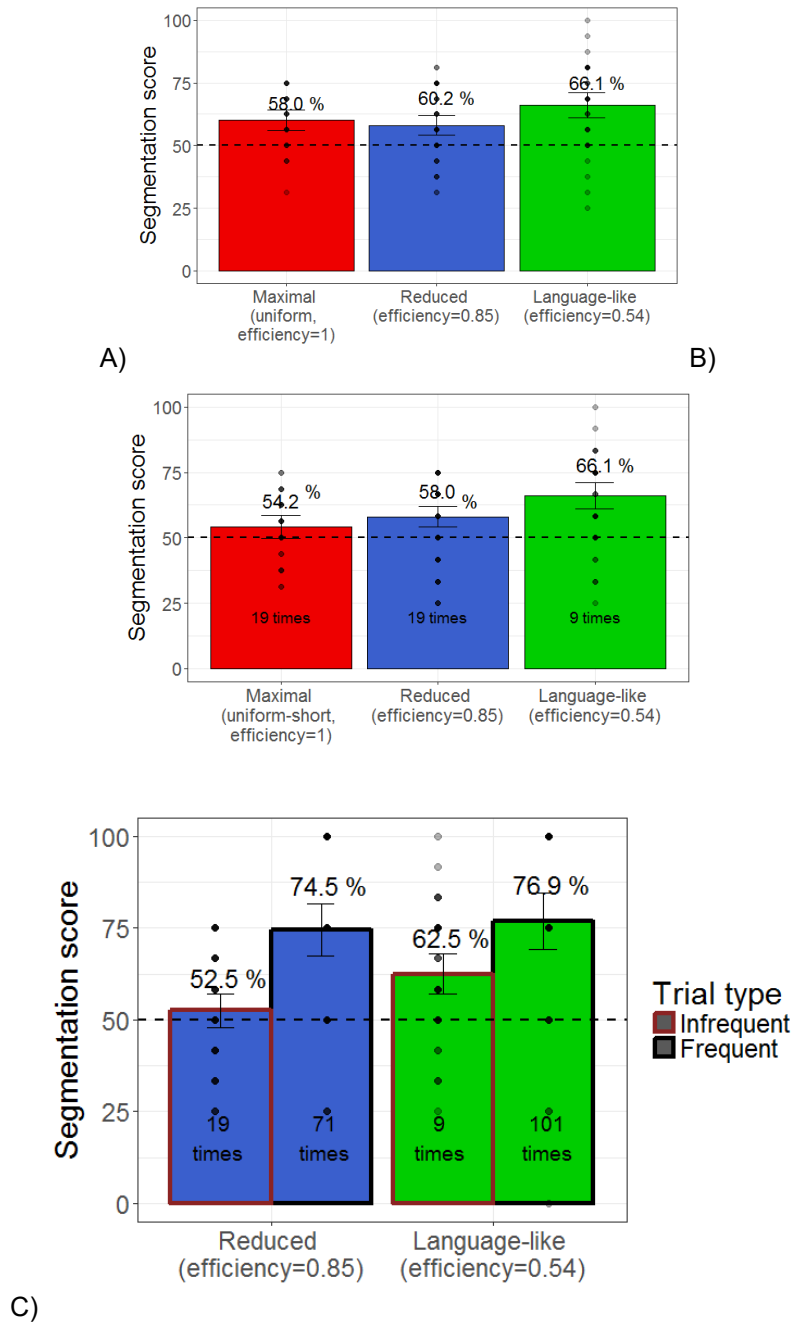 100
75
50
25
0
Segmentation score
58.0 %
60.2 %
66.1 %
Maximal
(uniform,
efficiency=1)
Reduced
(efficiency=0.85)
Language-like
(efficiency=0.54)
A)
B)
100
75
50
25
0
Segmentation score
54.2 %
58.0 %
66.1 %
19 times
19 times
9 times
Maximal
(uniform-short,
efficiency=1)
Reduced
(efficiency=0.85)
Language-like
(efficiency=0.54)
100
75
50
25
0
Segmentation score
52.5 %
74.5 %
62.5 %
76.9 %
19
times
71
times
9
times
101
times
Reduced
(efficiency=0.85)
Language-like
(efficiency=0.54)
Trial type
Infrequent
Frequent
C)